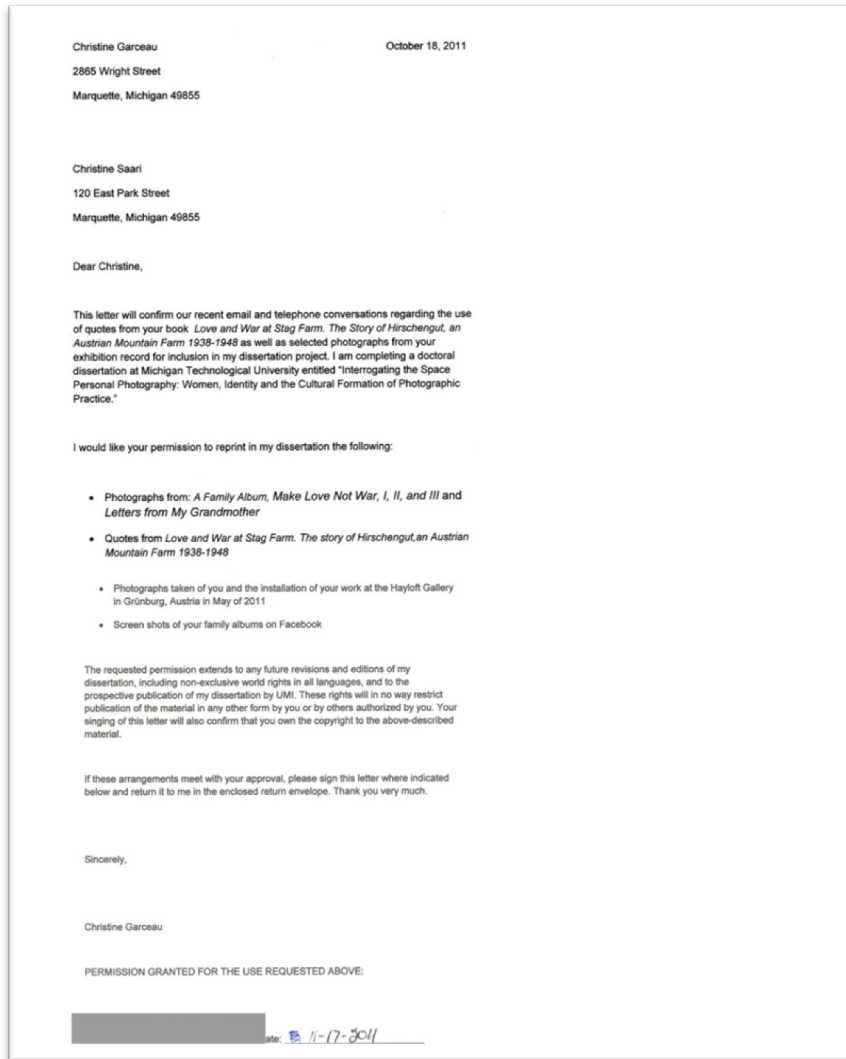 Christine Garceau October 18, 2011
2865 Wright Street
Marquette, Michigan 49855
Christine Saari
120 East Park Street
Marquette, Michigan 49855
Dear Christine,
This letter will confirm our recent email and telephone conversations regarding the use
of quotes from your book Love and War at Stag Farm. The Story of Hirschengut, an
Austrian Mountain Farm 1938-1948 as well as selected photographs from your
exhibition record for inclusion in my dissertation project. I am completing a doctoral
dissertation at Michigan Technological University entitled "Interrogating the Space
Personal Photography: Women, Identity and the Cultural Formation of Photographic
Practice."
I would like your permission to reprint in my dissertation the following:
• Photographs from: A Family Album, Make Love Not War, I, II, and III and
Letters from My Grandmother
• Quotes from Love and War at Stag Farm. The story of Hirschengut,an Austrian
Mountain Farm 1938-1948
• Photographs taken of you and the installation of your work at the Hayloft Gallery
in Grünburg, Austria in May of 2011
• Screen shots of your family albums on Facebook
The requested permission extends to any future revisions and editions of my
dissertation, including non-exclusive world rights in all languages, and to the
prospective publication of my dissertation by UMI. These rights will in no way restrict
publication of the material in any other form by you or by others authorized by you. Your
singing of this letter will also confirm that you own the copyright to the above-described
material.
If these arrangements meet with your approval, please sign this letter where indicated
below and return it to me in the enclosed return envelope. Thank you very much.
Sincerely,
Christine Garceau
PERMISSION GRANTED FOR THE USE REQUESTED ABOVE:
ate: 11-17-2011